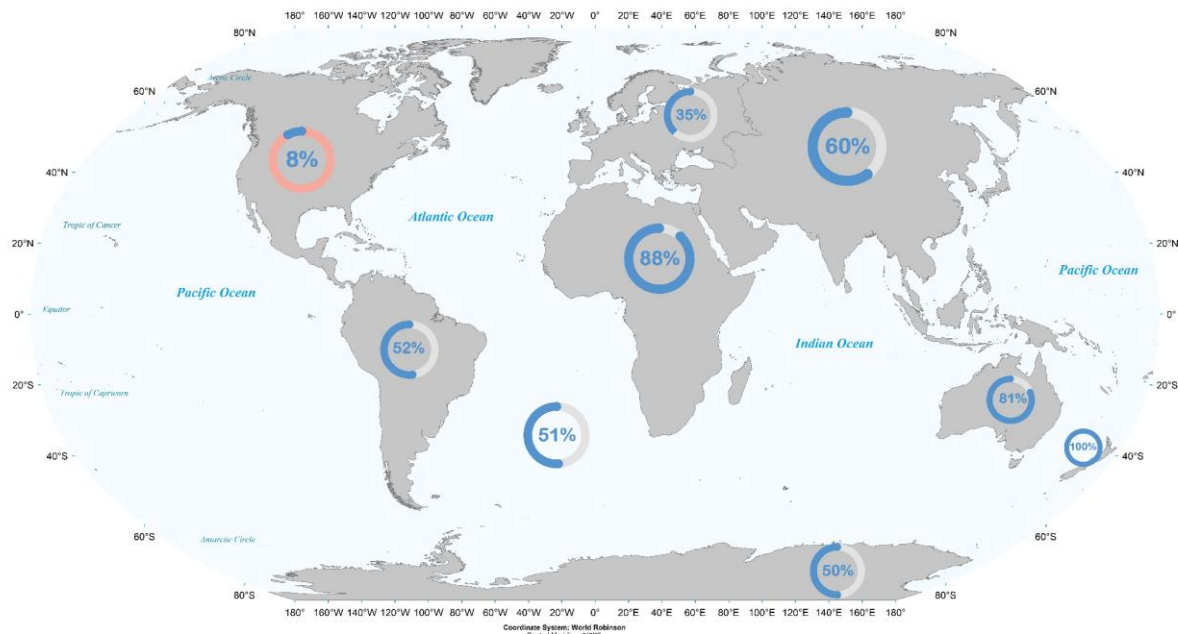 180° 160°W 140°W 120°W 100°W 80°W 60°W 40°W 20°W 0° 20°E 40°E 60°E 80°E 100°E 120°E 140°E 160°E 180°
80°N 80°N
Arctic Circle
60°N 60°N
35%
60%
8%
40°N 40°N
Atlantic Ocean
Tropic of Cancer
20°N 20°N
88%
Pacific Ocean Pacific Ocean
Equator
0° 0°
Indian Ocean
52%
20°S 20°S
Tropic of Capricorn
81%
51%
100%
40°S 40°S
60°S 60°S
Antarctic Circle
50%
80°S 80°S
180° 160°W 140°W 120°W 100°W 80°W 60°W 40°W 20°W 0° 20°E 40°E 60°E 80°E 100°E 120°E 140°E 160°E 180°
Coordinate System: World Robinson